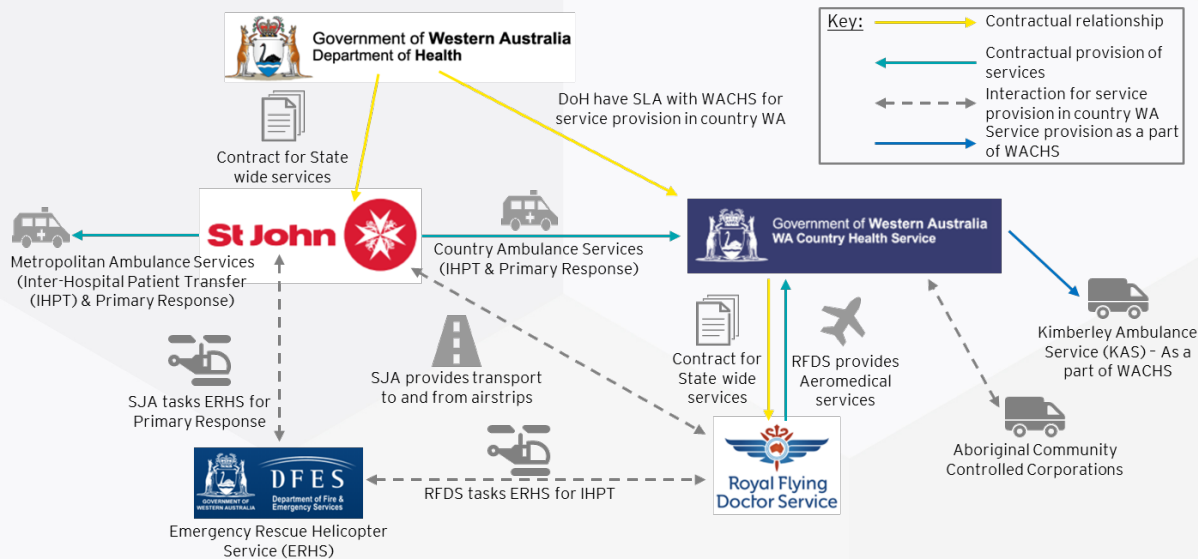 Government of Western Australia
Department of Health
Key:
Contractual relationship
Contractual provision of
services
Interaction for service
provision in country WA
Service provision as a part
of WACHS
DoH have SLA with WACHS for
service provision in country WA
Contract for State
wide services
St John
Country Ambulance Services
(IHPT & Primary Response)
Government of Western Australia
WA Country Health Service
Metropolitan Ambulance Services
(Inter-Hospital Patient Transfer
(IHPT) & Primary Response)
SJA tasks ERHS for
Primary Response
SJA provides transport
to and from airstrips
Contract for
State wide
services
RFDS provides
Aeromedical
services
Kimberley Ambulance
Service (KAS) – As a
part of WACHS
Aboriginal Community
Controlled Corporations
GOVERNMENT OF
WESTERN AUSTRALIA
DFES
Department of Fire &
Emergency Services
RFDS tasks ERHS for IHPT
Royal Flying
Doctor Service
Emergency Rescue Helicopter
Service (ERHS)